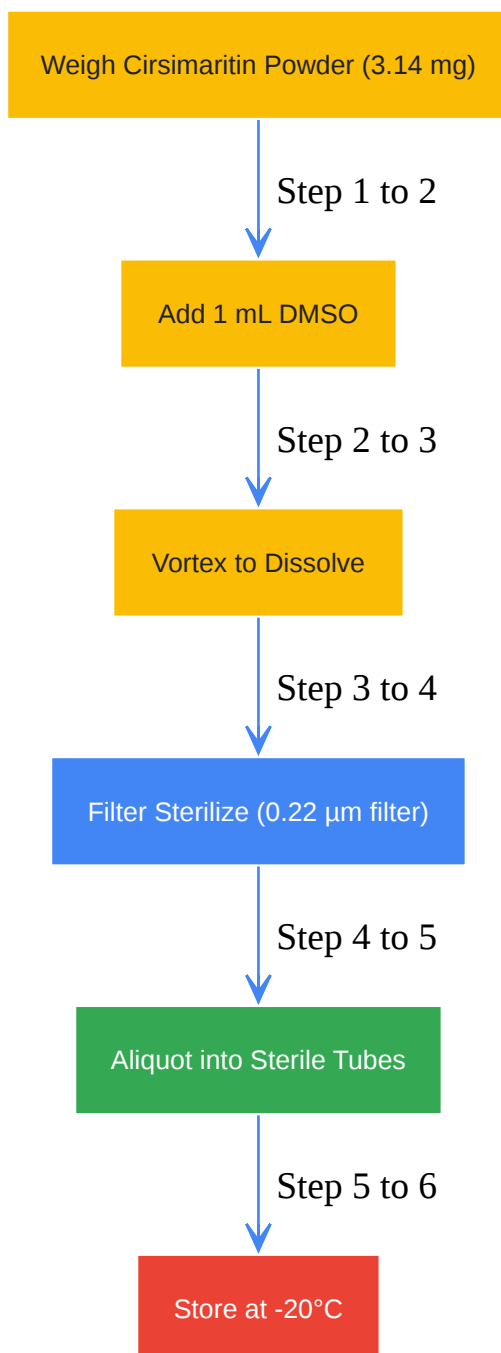 Weigh Cirsimaritin Powder (3.14 mg)
Step 1 to 2
Add 1 mL DMSO
Step 2 to 3
Vortex to Dissolve
Step 3 to 4
Filter Sterilize (0.22 µm filter)
Step 4 to 5
Aliquot into Sterile Tubes
Step 5 to 6
Store at -20°C